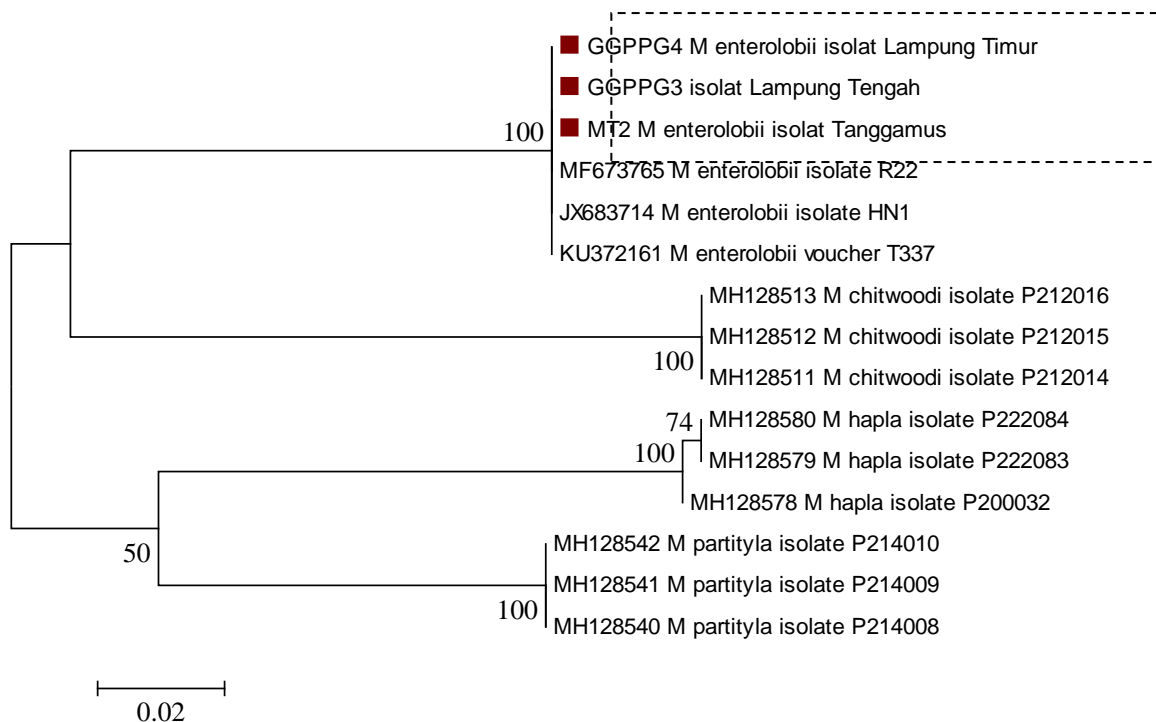 GGPPG4 M enterolobii isolat Lampung Timur
GGPPG3 isolat Lampung Tengah
MT2 M enterolobii isolat Tanggamus
100
MF673765 M enterolobii isolate R22
JX683714 M enterolobii isolate HN1
KU372161 M enterolobii voucher T337
MH128513 M chitwoodi isolate P212016
MH128512 M chitwoodi isolate P212015
100
MH128511 M chitwoodi isolate P212014
74
MH128580 M hapla isolate P222084
100
MH128579 M hapla isolate P222083
MH128578 M hapla isolate P200032
50
MH128542 M partityla isolate P214010
MH128541 M partityla isolate P214009
100
MH128540 M partityla isolate P214008
0.02